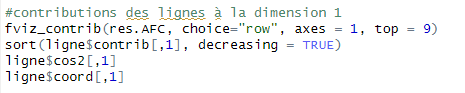 #contributions des lignes à la dimension 1
fviz_contrib(res.AFC, choice="row", axes = 1, top = 9)
sort(ligne$contrib[,1], decreasing = TRUE)
ligne$cos2[,1]
ligne$coord[,1]